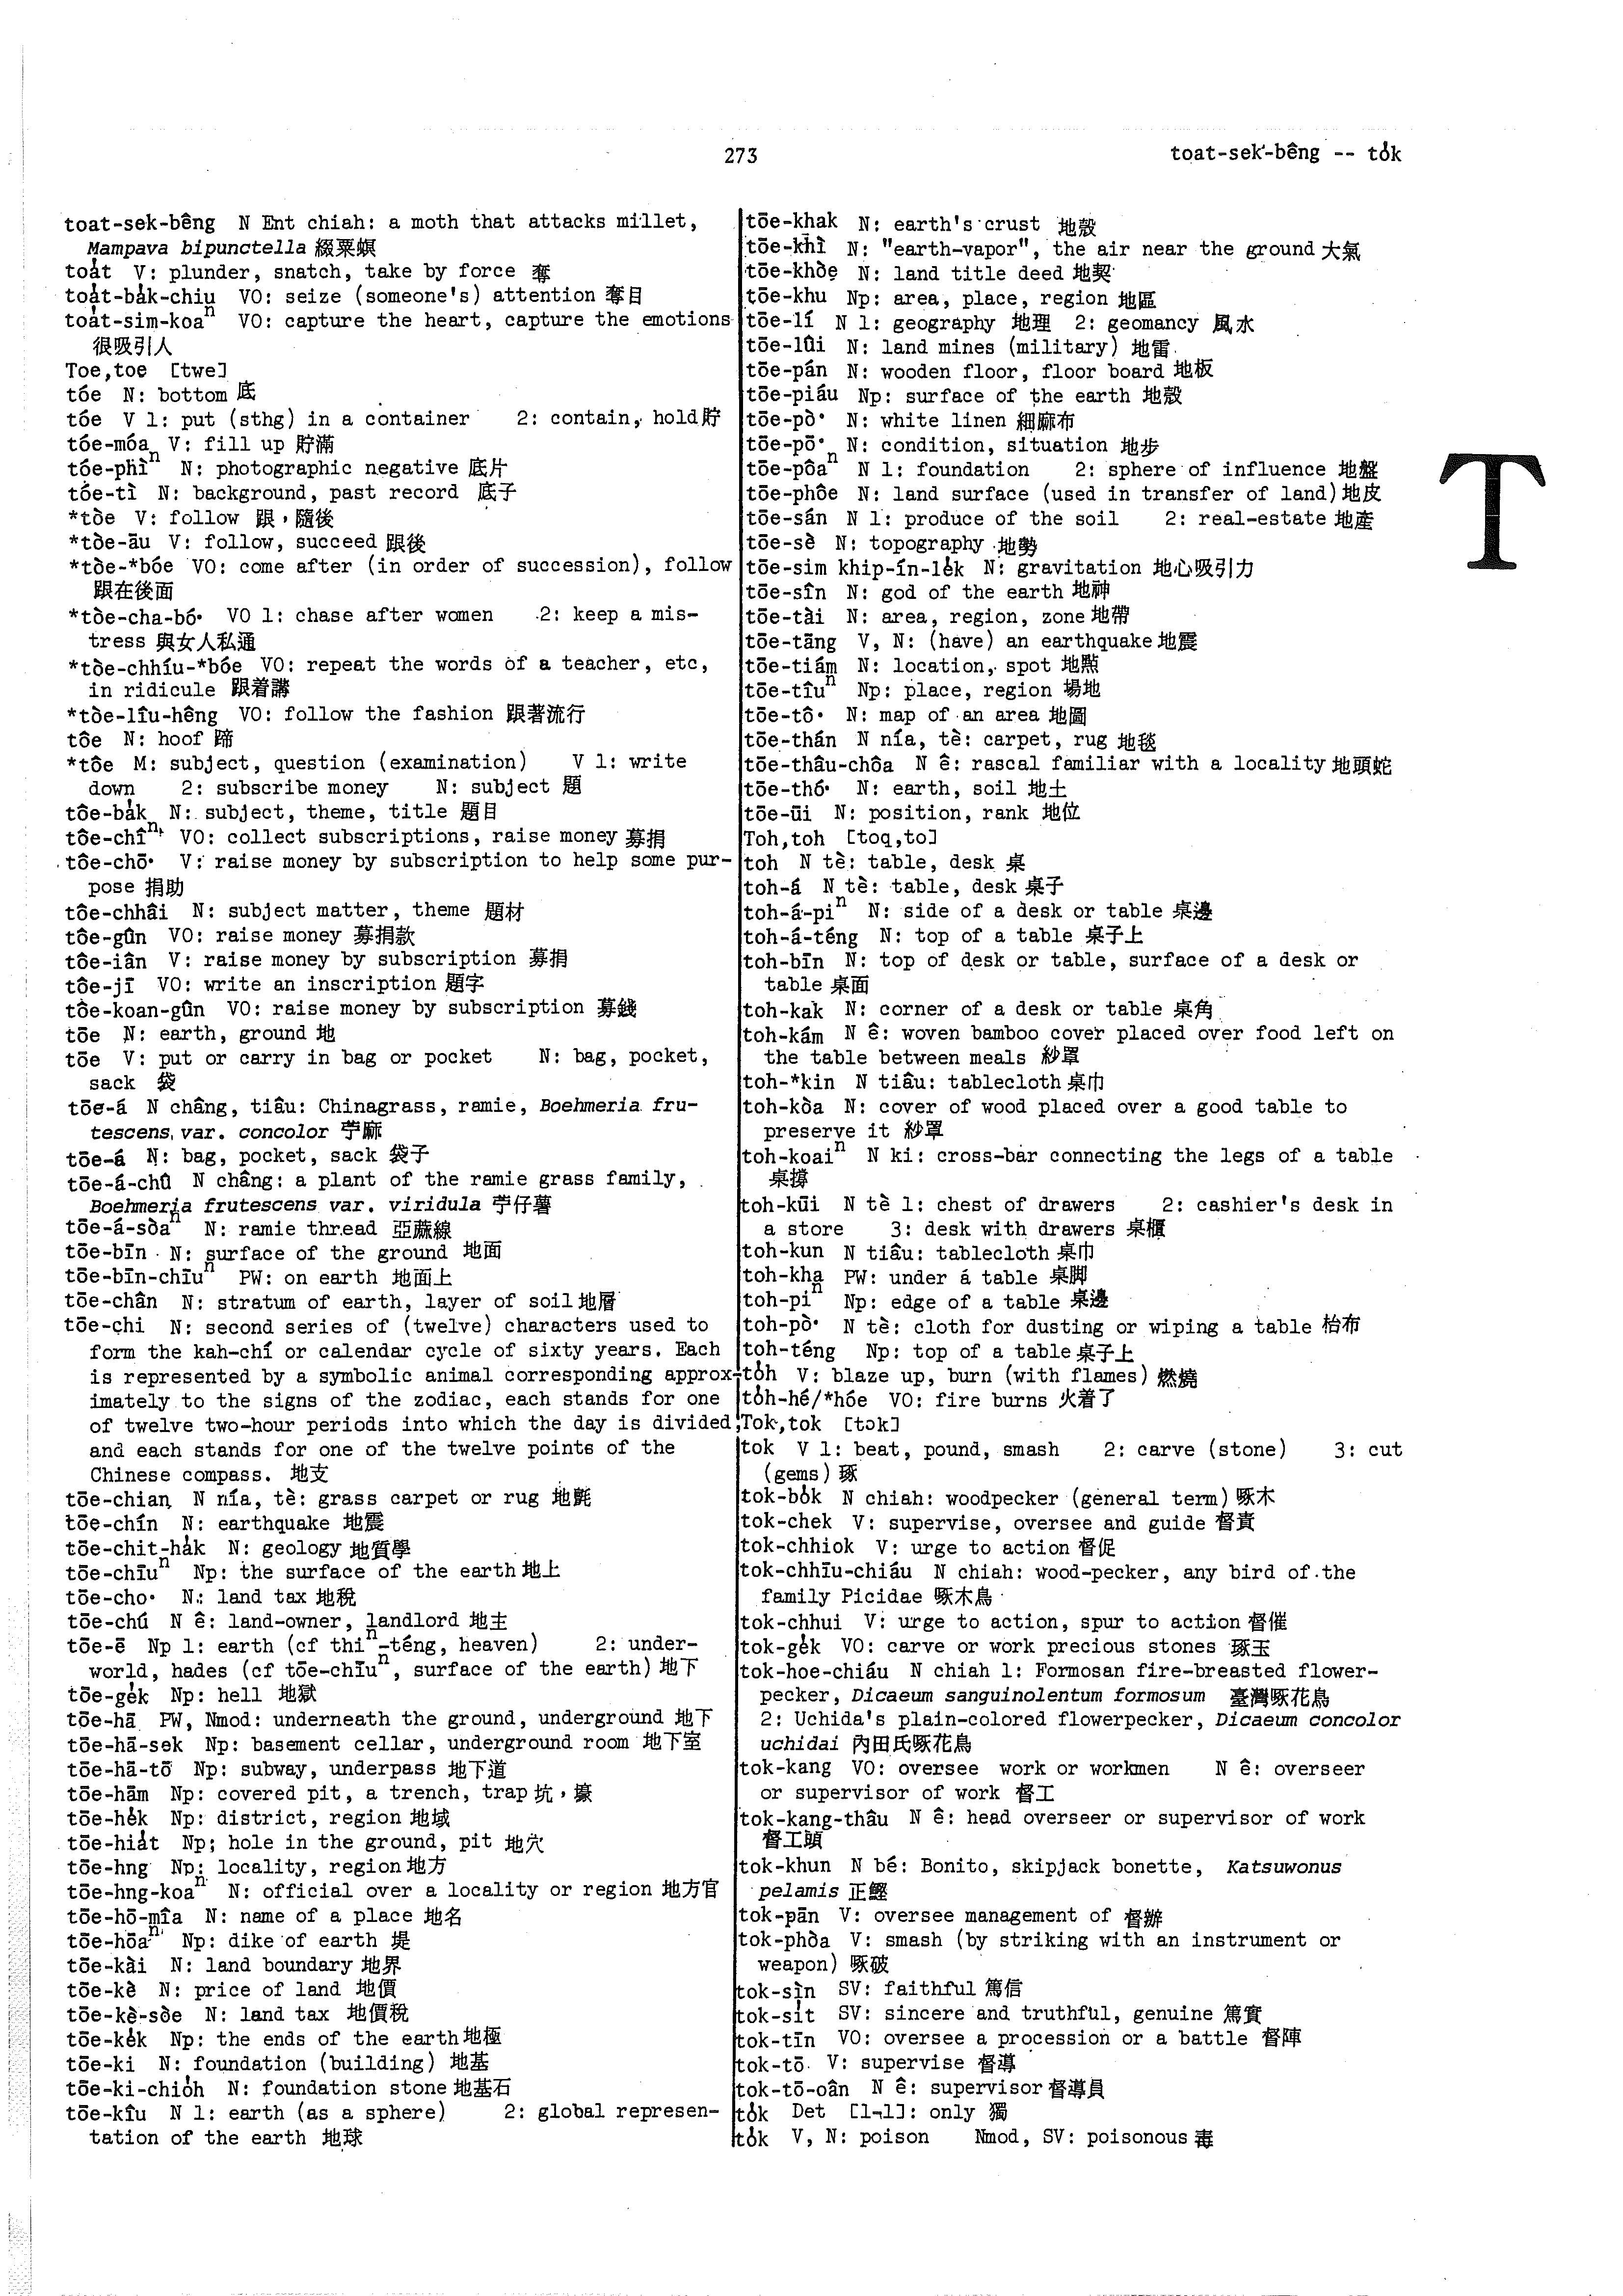 273
toat-sek-bêng -- to̍k
toat-sek-bêng N Ent chiah: a moth that attacks millet,
Mampava bipunctella 綴粟螟
toa̍t V: plunder, snatch, take by force 奪
toa̍t-ba̍k-chiu VO: seize (someone's) attention 奪目
toa̍t-sim-koaⁿ VO: capture the heart, capture the emotions
很吸引人
Toe,toe [twe]
tóe N: bottom 底
tóe V 1: put (sthg) in a container 2: contain, hold 貯
tóe-móa V: fill up 貯滿
tóe-phìⁿ N: photographic negative 底片
tóe-tì N: background, past record 底子
*tòe V: follow 跟，隨後
*tòe-āu V: follow, succeed 跟後
*tòe-*bóe VO: come after (in order of succession), follow
跟在後面
*tòe-cha-bó· VO 1: chase after women 2: keep a mis-
tress 與女人私通
*tòe-chhíu-*bóe VO: repeat the words of a teacher, etc,
in ridicule 跟着講
*tòe-lîu-hêng VO: follow the fashion 跟著流行
tôe N: hoof 蹄
*tôe M: subject, question (examination) V 1: write
down 2: subscribe money N: subject 題
tôe-ba̍k N: subject, theme, title 題目
tôe-chîⁿ VO: collect subscriptions, raise money 募捐
tôe-chō· V: raise money by subscription to help some pur-
pose 捐助
tôe-chhâi N: subject matter, theme 題材
tôe-gûn VO: raise money 募捐款
tôe-iân V: raise money by subscription 募捐
tôe-jī VO: write an inscription 題字
tôe-koan-gûn VO: raise money by subscription 募錢
tōe N: earth, ground 地
tōe V: put or carry in bag or pocket N: bag, pocket,
sack 袋
tōe-á N châng, tiâu: Chinagrass, ramie, Boehmeria fru-
tescens, var. concolor 苧麻
tōe-á N: bag, pocket, sack 袋子
tōe-á-chû N châng: a plant of the ramie grass family,
Boehmeria frutescens var. viridula 苧仔薯
tōe-á-sòaⁿ N: ramie thread 亞蔴線
tōe-bīn N: surface of the ground 地面
tōe-bīn-chīuⁿ PW: on earth 地面上
tōe-chân N: stratum of earth, layer of soil 地層
tōe-chi N: second series of (twelve) characters used to
form the kah-chí or calendar cycle of sixty years. Each
is represented by a symbolic animal corresponding approx-
imately to the signs of the zodiac, each stands for one
of twelve two-hour periods into which the day is divided,
and each stands for one of the twelve points of the
Chinese compass. 地支
tōe-chian N nía, tè: grass carpet or rug 地氈
tōe-chín N: earthquake 地震
tōe-chit-ha̍k N: geology 地質學
tōe-chīuⁿ Np: the surface of the earth 地上
tōe-cho· N: land tax 地稅
tōe-chú N ê: land-owner, landlord 地主
tōe-ē Np 1: earth (cf thiⁿ-téng, heaven) 2: under-
world, hades (cf tōe-chīuⁿ, surface of the earth) 地下
tōe-ge̍k Np: hell 地獄
tōe-hā PW, Nmod: underneath the ground, underground 地下
tōe-hā-sek Np: basement cellar, underground room 地下室
tōe-hā-tō Np: subway, underpass 地下道
tōe-hām Np: covered pit, a trench, trap 坑，壕
tōe-he̍k Np: district, region 地域
tōe-hia̍t Np; hole in the ground, pit 地穴
tōe-hng Np: locality, region 地方
tōe-hng-koaⁿ N: official over a locality or region 地方官
tōe-hō-mîa N: name of a place 地名
tōe-hōaⁿ Np: dike of earth 堤
tōe-kài N: land boundary 地界
tōe-kè N: price of land 地價
tōe-kè-sòe N: land tax 地價稅
tōe-ke̍k Np: the ends of the earth 地極
tōe-ki N: foundation (building) 地基
tōe-ki-chio̍h N: foundation stone 地基石
tōe-kîu N 1: earth (as a sphere) 2: global represen-
tation of the earth 地球
tōe-khak N: earth's crust 地殼
tōe-khì N: "earth-vapor", the air near the ground 大氣
tōe-khòe N: land title deed 地契
tōe-khu Np: area, place, region 地區
tōe-lí N 1: geography 地理 2: geomancy 風水
tōe-lûi N: land mines (military) 地雷
tōe-pán N: wooden floor, floor board 地板
tōe-piáu Np: surface of the earth 地殼
tōe-pò· N: white linen 細麻布
tōe-pō· N: condition, situation 地步
tōe-pôaⁿ N 1: foundation 2: sphere of influence 地盤
tōe-phôe N: land surface (used in transfer of land) 地皮
tōe-sán N 1: produce of the soil 2: real-estate 地產
tōe-sè N: topography 地勢
tōe-sim khip-ín-le̍k N: gravitation 地心吸引力
tōe-sîn N: god of the earth 地神
tōe-tài N: area, region, zone 地帶
tōe-tāng V, N: (have) an earthquake 地震
tōe-tiám N: location, spot 地點
tōe-tîuⁿ Np: place, region 場地
tōe-tô· N: map of an area 地圖
tōe-thán N nía, tè: carpet, rug 地毯
tōe-thâu-chôa N ê: rascal familiar with a locality 地頭蛇
tōe-thó· N: earth, soil 地土
tōe-ūi N: position, rank 地位
Toh,toh [toq,to]
toh N tè: table, desk 桌
toh-á N tè: table, desk 桌子
toh-á-piⁿ N: side of a desk or table 桌邊
toh-á-téng N: top of a table 桌子上
toh-bīn N: top of desk or table, surface of a desk or
table 桌面
toh-kak N: corner of a desk or table 桌角
toh-kám N ê: woven bamboo cover placed over food left on
the table between meals 紗罩
toh-*kin N tiâu: tablecloth 桌巾
toh-kòa N: cover of wood placed over a good table to
preserve it 紗罩
toh-koaiⁿ N ki: cross-bar connecting the legs of a table
桌撐
toh-kūi N tè 1: chest of drawers 2: cashier's desk in
a store 3: desk with drawers 桌櫃
toh-kun N tiâu: tablecloth 桌巾
toh-kha PW: under á table 桌脚
toh-piⁿ Np: edge of a table 桌邊
toh-pò· N tè: cloth for dusting or wiping a table 枱布
toh-téng Np: top of a table 桌子上
to̍h V: blaze up, burn (with flames) 燃燒
to̍h-hé/*hóe VO: fire burns 火着了
Tok,tok [tɔk]
tok V 1: beat, pound, smash 2: carve (stone) 3: cut
(gems) 琢
tok-bo̍k N chiah: woodpecker (general term) 啄木
tok-chek V: supervise, oversee and guide 督責
tok-chhiok V: urge to action 督促
tok-chhīu-chiáu N chiah: wood-pecker, any bird of the
family Picidae 啄木鳥
tok-chhui V: urge to action, spur to action 督催
tok-ge̍k VO: carve or work precious stones 琢玉
tok-hoe-chiáu N chiah 1: Formosan fire-breasted flower-
pecker, Dicaeum sanguinolentum formosum 臺灣啄花鳥
2: Uchida's plain-colored flowerpecker, Dicaeum concolor
uchidai 內田氏啄花鳥
tok-kang VO: oversee work or workmen N ê: overseer
or supervisor of work 督工
tok-kang-thâu N ê: head overseer or supervisor of work
督工頭
tok-khun N bé: Bonito, skipjack bonette, Katsuwonus
pelamis 正鰹
tok-pān V: oversee management of 督辦
tok-phòa V: smash (by striking with an instrument or
weapon) 啄破
tok-sìn SV: faithful 篤信
tok-si̍t SV: sincere and truthful, genuine 篤實
tok-tīn VO: oversee a procession or a battle 督陣
tok-tō V: supervise 督導
tok-tō-oân N ê: supervisor 督導員
to̍k Det [1-1]: only 獨
to̍k V, N: poison Nmod, SV: poisonous 毒
T